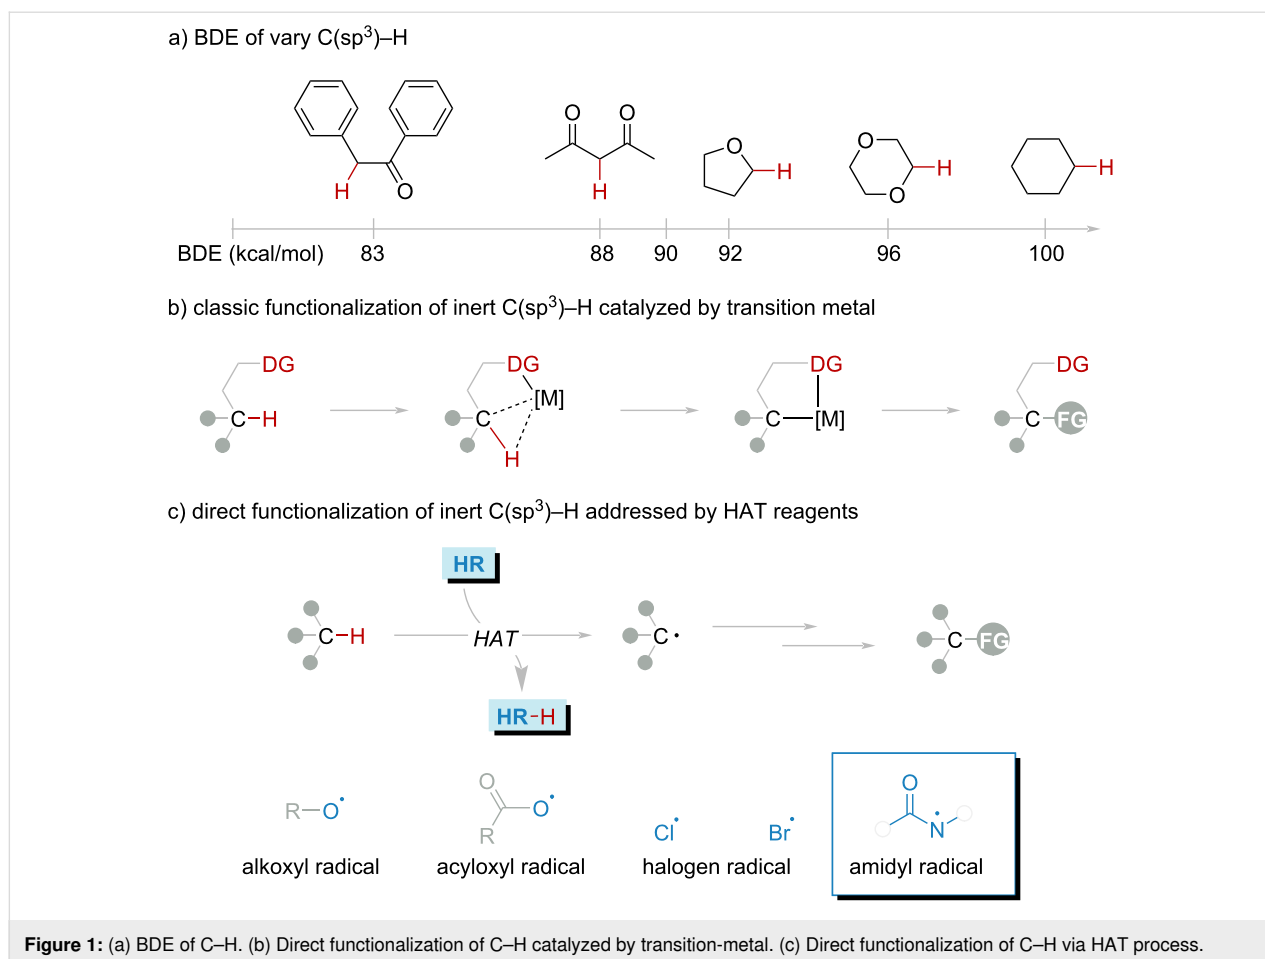 a) BDE of vary C(sp³)–H
O O O O
H H H H
O O H
BDE (kcal/mol) 83 88 90 92 96 100
b) classic functionalization of inert C(sp³)–H catalyzed by transition metal
DG DG DG DG
[M]
C–H C C [M] C FG
H
c) direct functionalization of inert C(sp³)–H addressed by HAT reagents
HR
C–H HAT C· C FG
HR-H
R–O· O O· Cl· Br· O N·
R
alkoxyl radical acyloxyl radical halogen radical amidyl radical
Figure 1: (a) BDE of C–H. (b) Direct functionalization of C–H catalyzed by transition-metal. (c) Direct functionalization of C–H via HAT process.